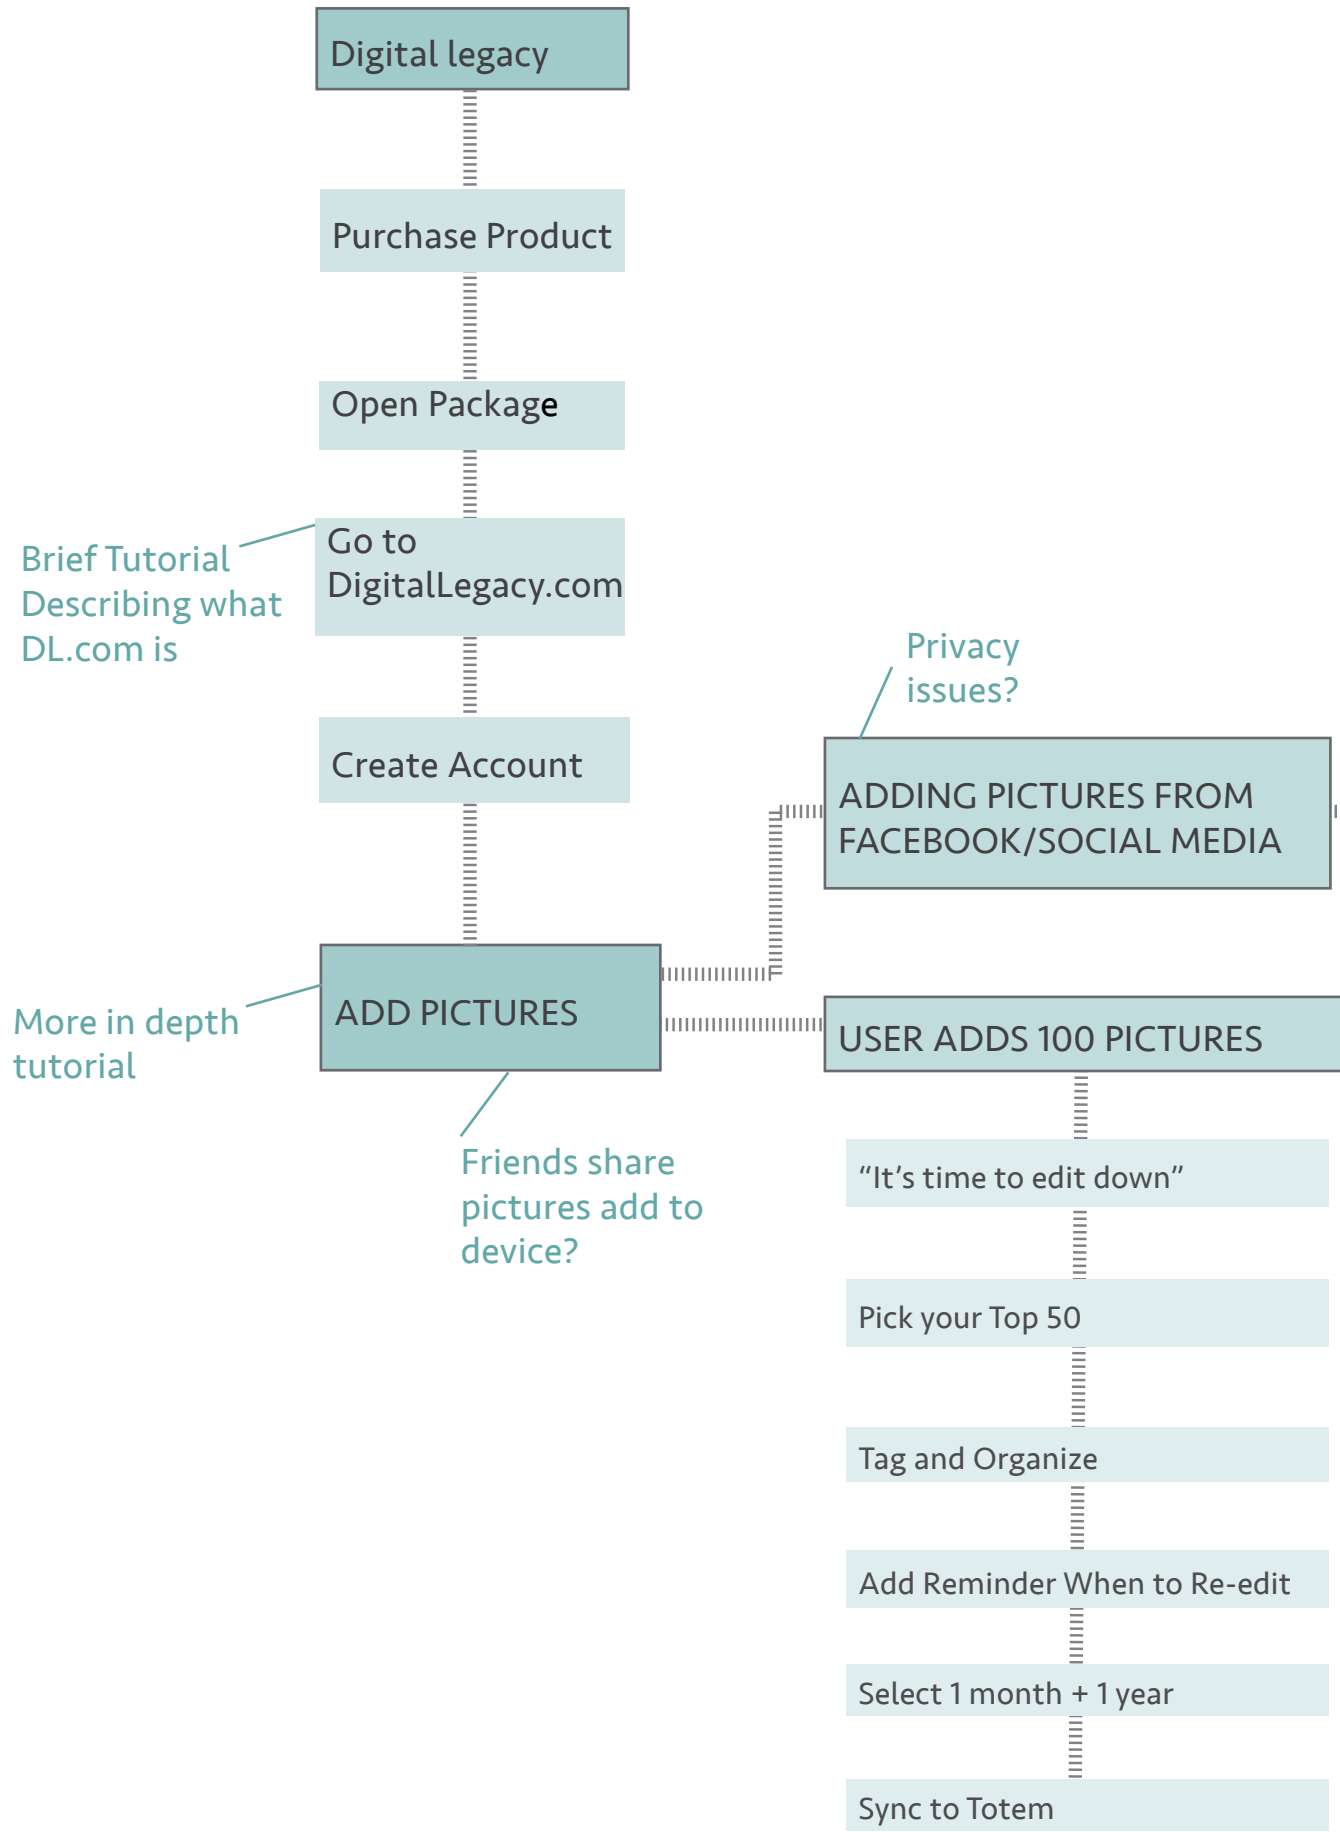 Digital legacy
Purchase Product
Open Package
Go to
DigitalLegacy.com
Brief Tutorial
Describing what
DL.com is
Create Account
Privacy
issues?
ADDING PICTURES FROM
FACEBOOK/SOCIAL MEDIA
ADD PICTURES
More in depth
tutorial
Friends share
pictures add to
device?
USER ADDS 100 PICTURES
“It’s time to edit down”
Pick your Top 50
Tag and Organize
Add Reminder When to Re-edit
Select 1 month + 1 year
Sync to Totem